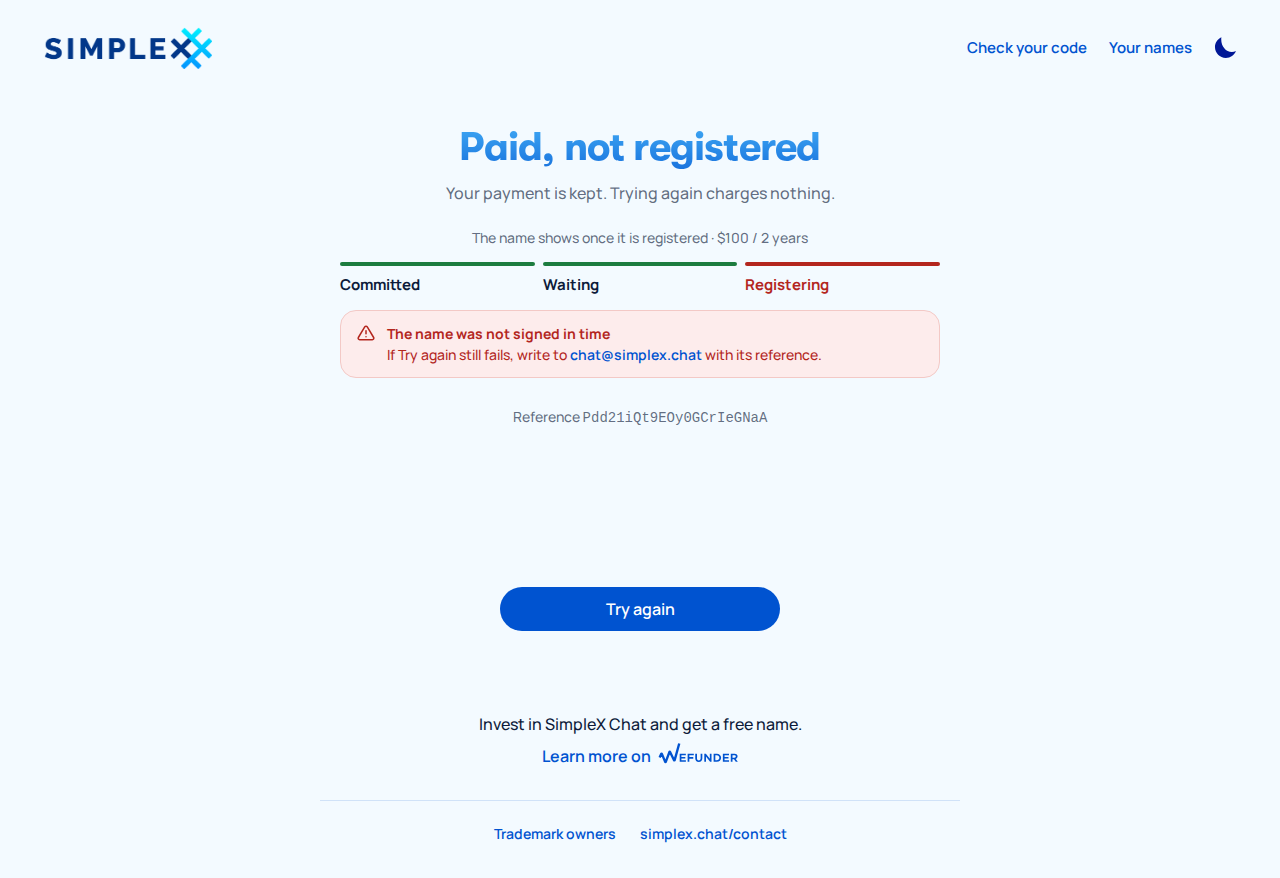 SIMPLEX
Check your code
Your names
Paid, not registered
Your payment is kept. Trying again charges nothing.
The name shows once it is registered · $100 / 2 years
Committed
Waiting
Registering
The name was not signed in time
If Try again still fails, write to chat@simplex.chat with its reference.
Reference Pdd21iQt9EOy0GCrIeGNaA
Try again
Invest in SimpleX Chat and get a free name.
Learn more on WEFUNDER
Trademark owners
simplex.chat/contact